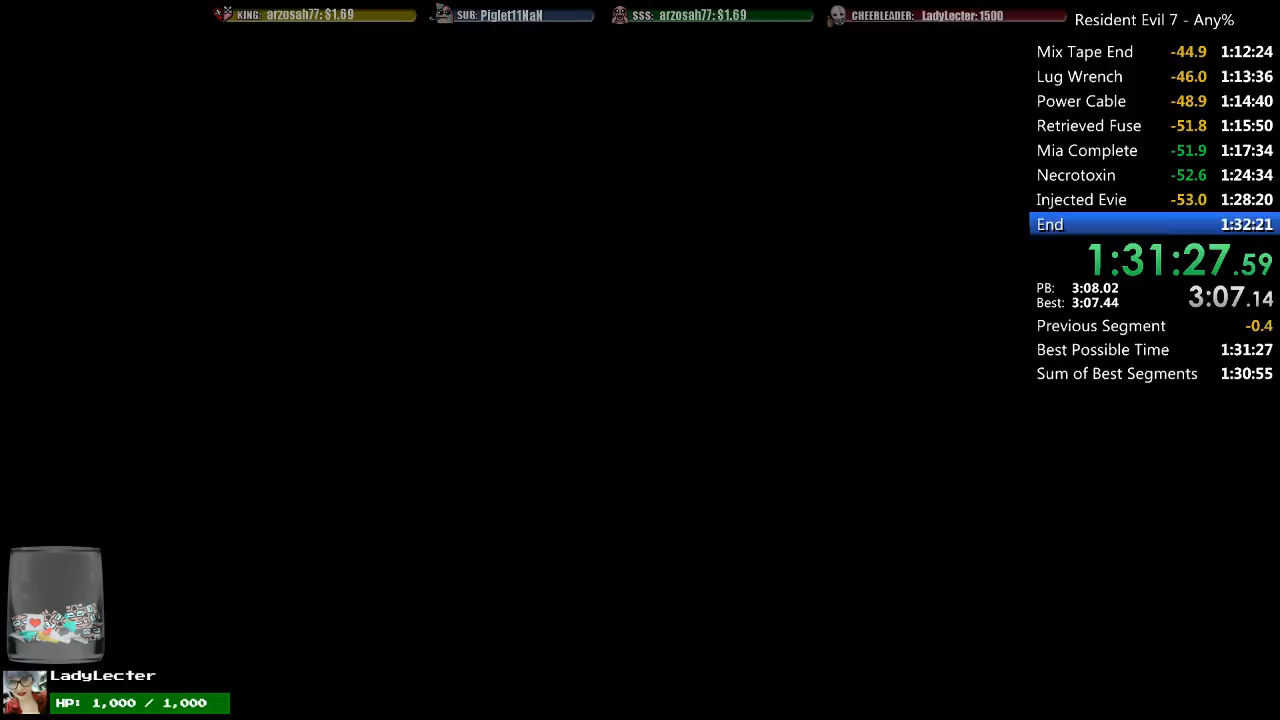 KING: arzosah77: $1.69
SUB: Piglet11NaN
SSS: arzosah77: $1.69
CHEERLEADER: LadyLecter: 1500
Resident Evil 7 - Any%
Mix Tape End -44.9 1:12:24
Lug Wrench -46.0 1:13:36
Power Cable -48.9 1:14:40
Retrieved Fuse -51.8 1:15:50
Mia Complete -51.9 1:17:34
Necrotoxin -52.6 1:24:34
Injected Evie -53.0 1:28:20
End 1:32:21
1:31:27.59
PB: 3:08.02
Best: 3:07.44
3:07.14
Previous Segment -0.4
Best Possible Time 1:31:27
Sum of Best Segments 1:30:55
LadyLecter
HP: 1,000 / 1,000